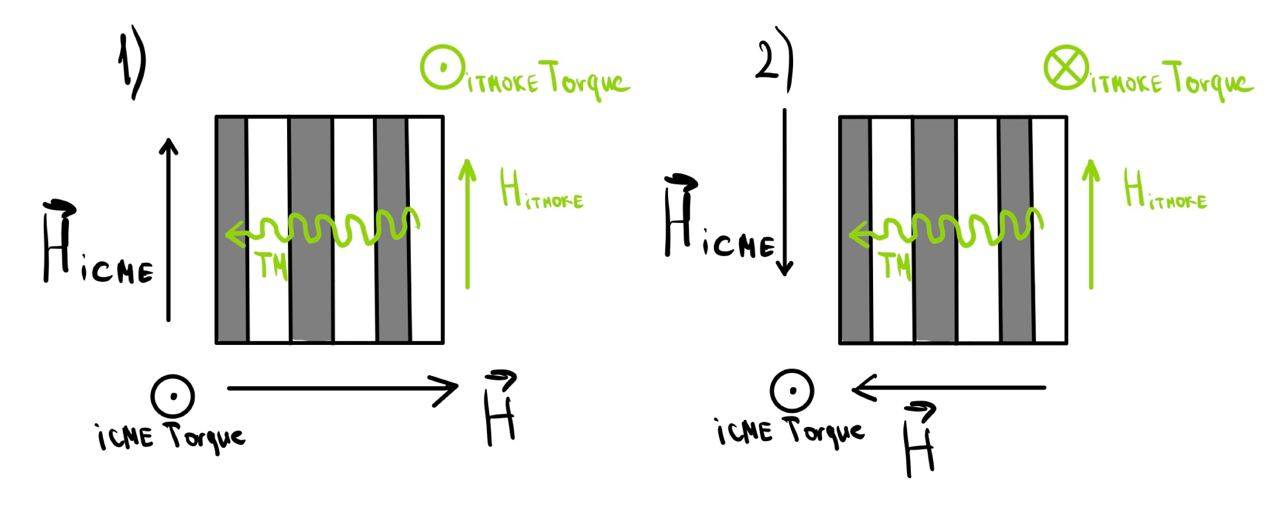 1)
iTMOKE Torque
H iCME
H iTMOKE
TM
iCME Torque
H
2)
iTMOKE Torque
H iCME
H iTMOKE
TM
iCME Torque
H